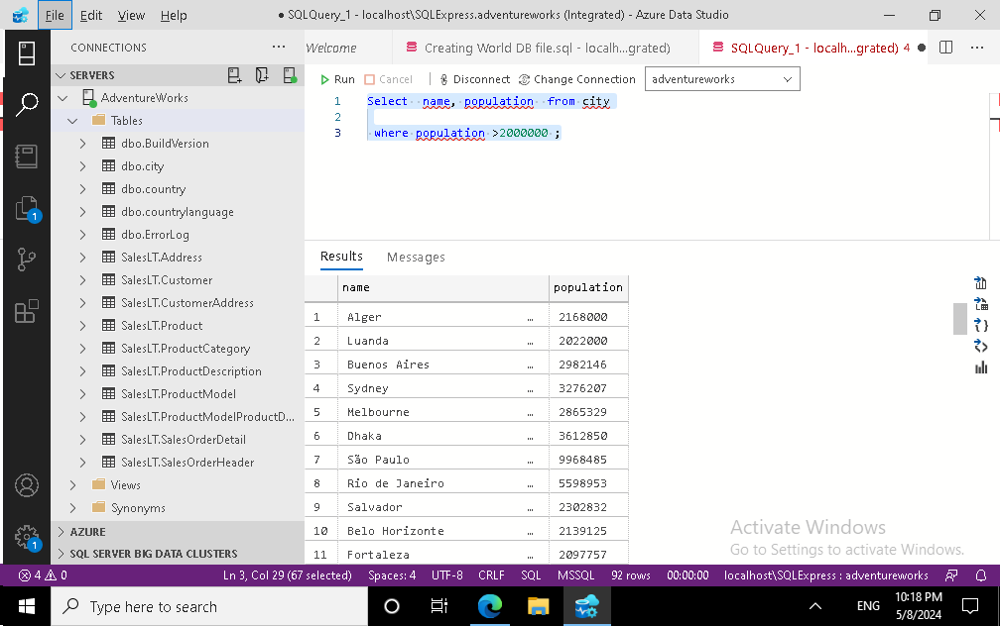 File Edit View Help ● SQLQuery_1 - localhost\SQLExpress.adventureworks (Integrated) - Azure Data Studio
CONNECTIONS ···
Welcome Creating World DB file.sql - localh...grated) SQLQuery_1 - localh...grated) 4 ●
SERVERS
AdventureWorks
Tables
dbo.BuildVersion
dbo.city
dbo.country
dbo.countrylanguage
dbo.ErrorLog
SalesLT.Address
SalesLT.Customer
SalesLT.CustomerAddress
SalesLT.Product
SalesLT.ProductCategory
SalesLT.ProductDescription
SalesLT.ProductModel
SalesLT.ProductModelProductD...
SalesLT.SalesOrderDetail
SalesLT.SalesOrderHeader
Views
Synonyms
AZURE
SQL SERVER BIG DATA CLUSTERS
1
1
Run Cancel Disconnect Change Connection adventureworks
1 Select name, population from city
2
3 where population >2000000 ;
Results Messages
name population
1 Alger … 2168000
2 Luanda … 2022000
3 Buenos Aires … 2982146
4 Sydney … 3276207
5 Melbourne … 2865329
6 Dhaka … 3612850
7 São Paulo … 9968485
8 Rio de Janeiro … 5598953
9 Salvador … 2302832
10 Belo Horizonte … 2139125
11 Fortaleza … 2097757
Activate Windows
Go to Settings to activate Windows.
4 0 Ln 3, Col 29 (67 selected) Spaces: 4 UTF-8 CRLF SQL MSSQL 92 rows 00:00:00 localhost\SQLExpress : adventureworks
Type here to search ENG 10:18 PM
5/8/2024